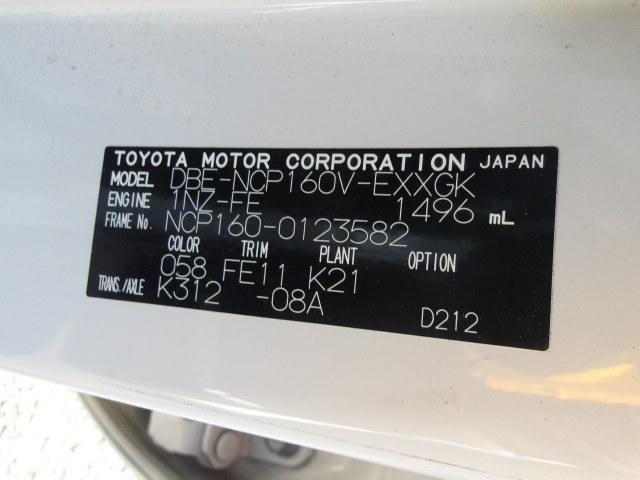 TOYOTA MOTOR CORPORATION JAPAN
MODEL DBE-NCP160V-EXXGK
ENGINE 1NZ-FE 1496 mL
FRAME No. NCP160-0123582
COLOR TRIM PLANT OPTION
058 FE11 K21
TRANS./AXLE K312 -08A
D212